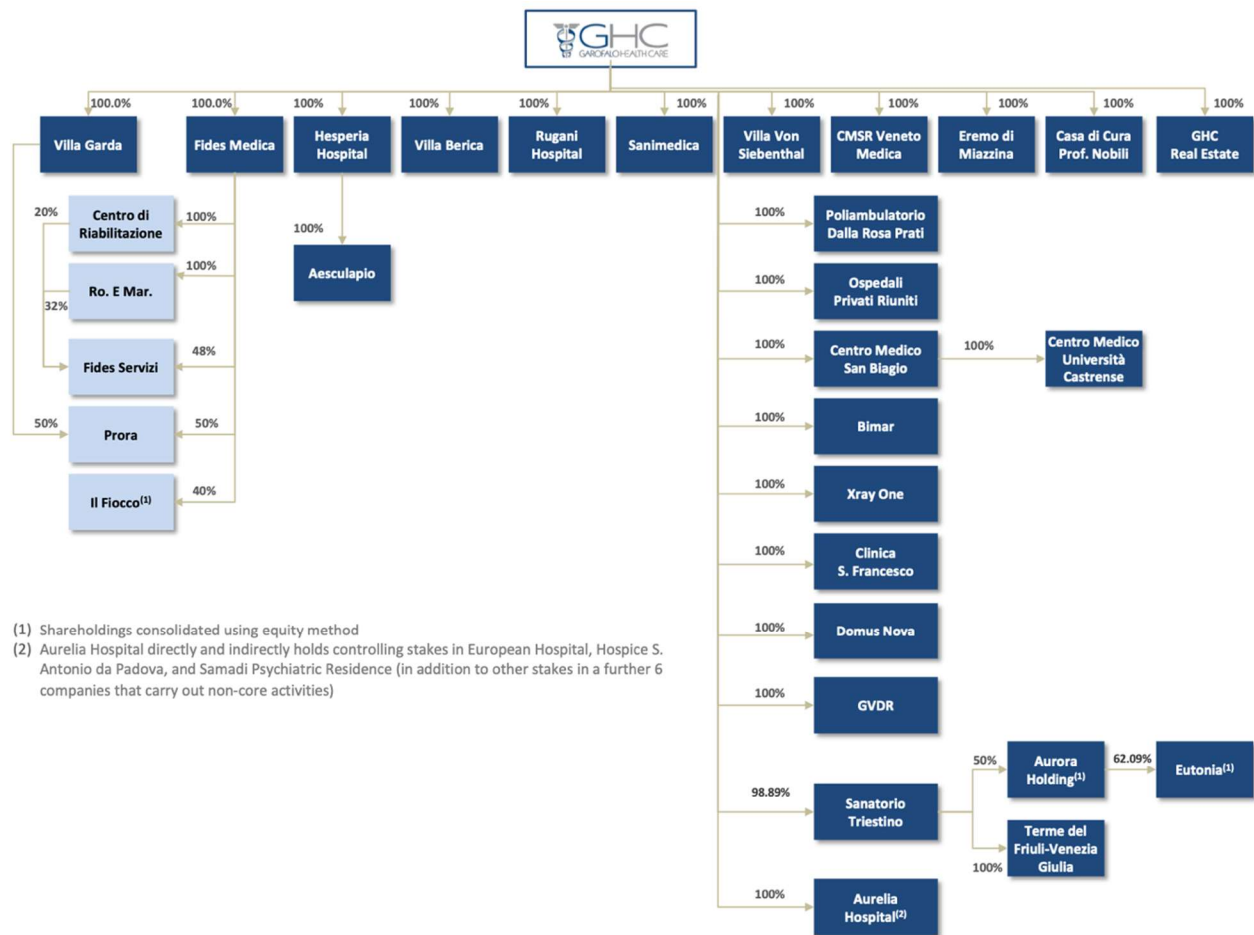 GHC
GAROFALO HEALTH CARE
100.0%
100.0%
100%
100%
100%
100%
100%
100%
100%
100%
100%
Villa Garda
Fides Medica
Hesperia
Hospital
Villa Berica
Rugani
Hospital
Sanimedica
Villa Von
Siebenthal
CMSR Veneto
Medica
Eremo di
Miazzina
Casa di Cura
Prof. Nobili
GHC
Real Estate
20%
Centro di
Riabilitazione
100%
100%
Ro. E Mar.
32%
Fides Servizi
48%
50%
Prora
50%
Il Fiocco(1)
40%
100%
Aesculapio
100%
Poliambulatorio
Dalla Rosa Prati
100%
Ospedali
Privati Riuniti
100%
Centro Medico
San Biagio
100%
Centro Medico
Università
Castrense
100%
Bimar
100%
Xray One
100%
Clinica
S. Francesco
100%
Domus Nova
100%
GVDR
98.89%
Sanatorio
Triestino
50%
Aurora
Holding(1)
62.09%
Eutonia(1)
100%
Terme del
Friuli-Venezia
Giulia
100%
Aurelia
Hospital(2)
(1) Shareholdings consolidated using equity method
(2) Aurelia Hospital directly and indirectly holds controlling stakes in European Hospital, Hospice S.
Antonio da Padova, and Samadi Psychiatric Residence (in addition to other stakes in a further 6
companies that carry out non-core activities)